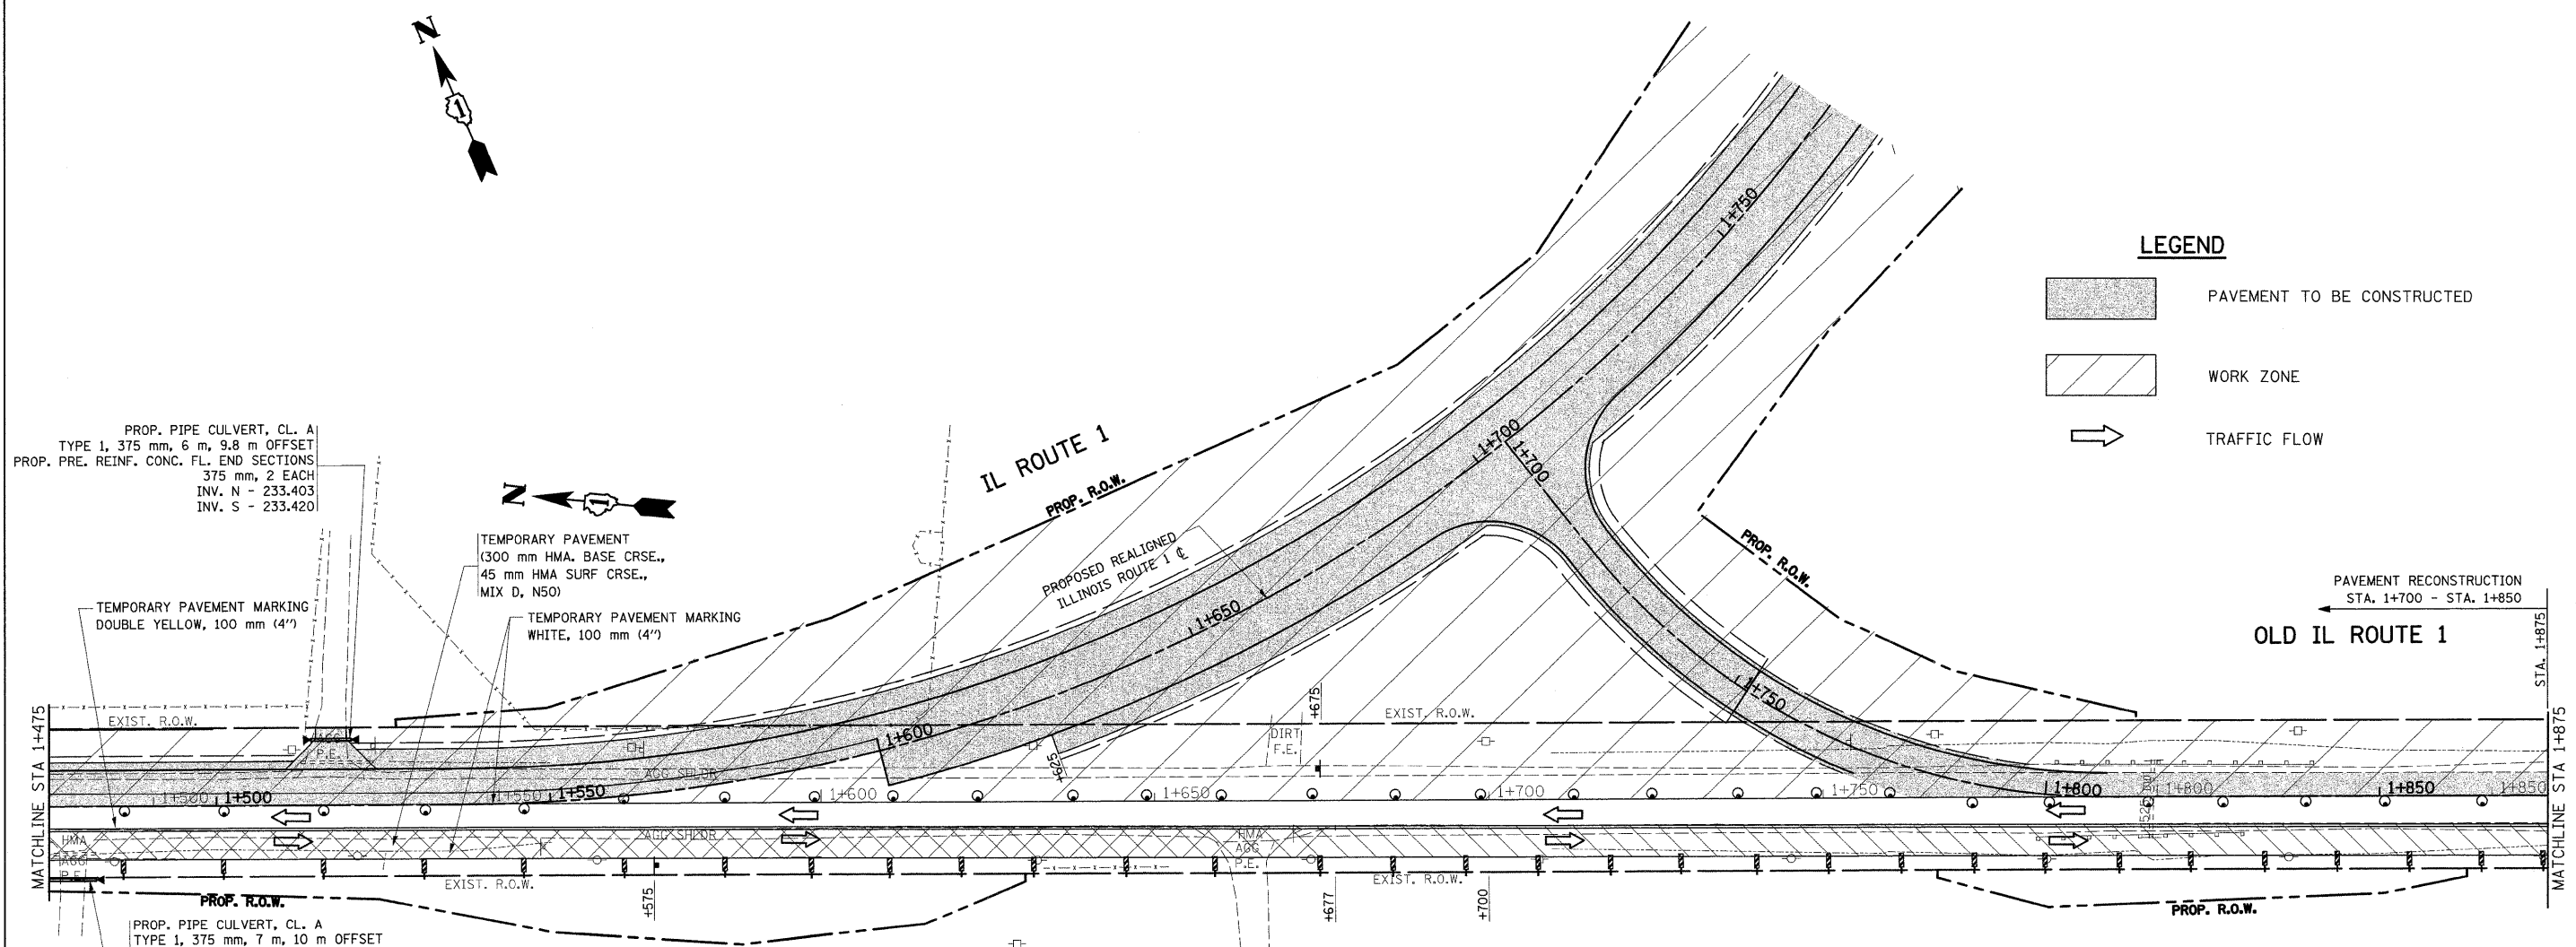 N
1
IL ROUTE 1
PROP. R.O.W.
1+750
LEGEND
PAVEMENT TO BE CONSTRUCTED
WORK ZONE
TRAFFIC FLOW
PROP. PIPE CULVERT, CL. A
TYPE 1, 375 mm, 6 m, 9.8 m OFFSET
PROP. PRE. REINF. CONC. FL. END SECTIONS
375 mm, 2 EACH
INV. N - 233.403
INV. S - 233.420
N
1
TEMPORARY PAVEMENT
(300 mm HMA. BASE CRSE.,
45 mm HMA SURF CRSE.,
MIX D, N50)
TEMPORARY PAVEMENT MARKING
DOUBLE YELLOW, 100 mm (4")
TEMPORARY PAVEMENT MARKING
WHITE, 100 mm (4")
PROPOSED REALIGNED
ILLINOIS ROUTE 1 ℄
1+650
1+700
1+700
1+750
PROP. R.O.W.
PAVEMENT RECONSTRUCTION
STA. 1+700 - STA. 1+850
OLD IL ROUTE 1
STA. 1+875
MATCHLINE STA 1+475
EXIST. R.O.W.
P.E.
1+600
+625
DIRT
F.E.
+675
EXIST. R.O.W.
AGG SHLDR
1+500
1+500
1+550
1+550
1+600
1+650
1+700
1+750
1+800
1+800
1+850
1+850
MATCHLINE STA 1+875
HMA
AGG
P.E.
AGG SHLDR
HMA
AGG
P.E.
EXIST. R.O.W.
EXIST. R.O.W.
PROP. R.O.W.
+575
+677
+700
PROP. R.O.W.
PROP. PIPE CULVERT, CL. A
TYPE 1, 375 mm, 7 m, 10 m OFFSET